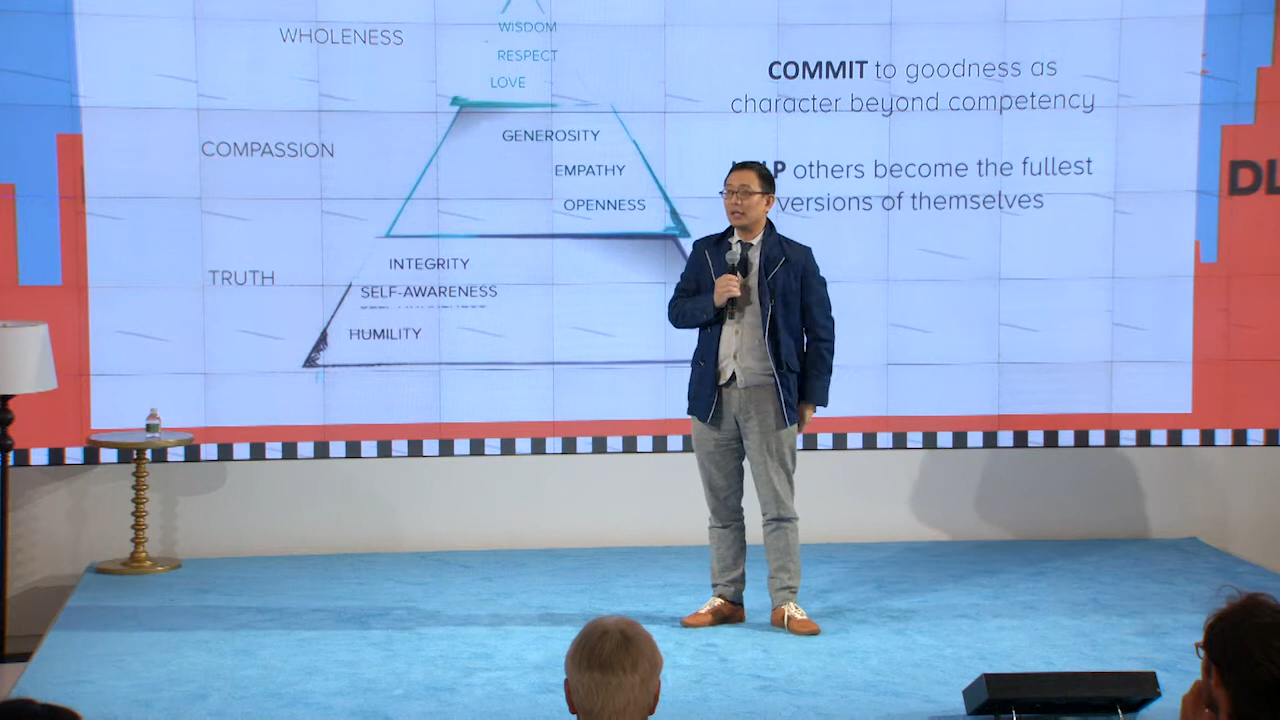 WHOLENESS
WISDOM
RESPECT
LOVE
COMPASSION
GENEROSITY
EMPATHY
OPENNESS
TRUTH
INTEGRITY
SELF-AWARENESS
HUMILITY
COMMIT to goodness as
character beyond competency
others become the fullest
versions of themselves
DL